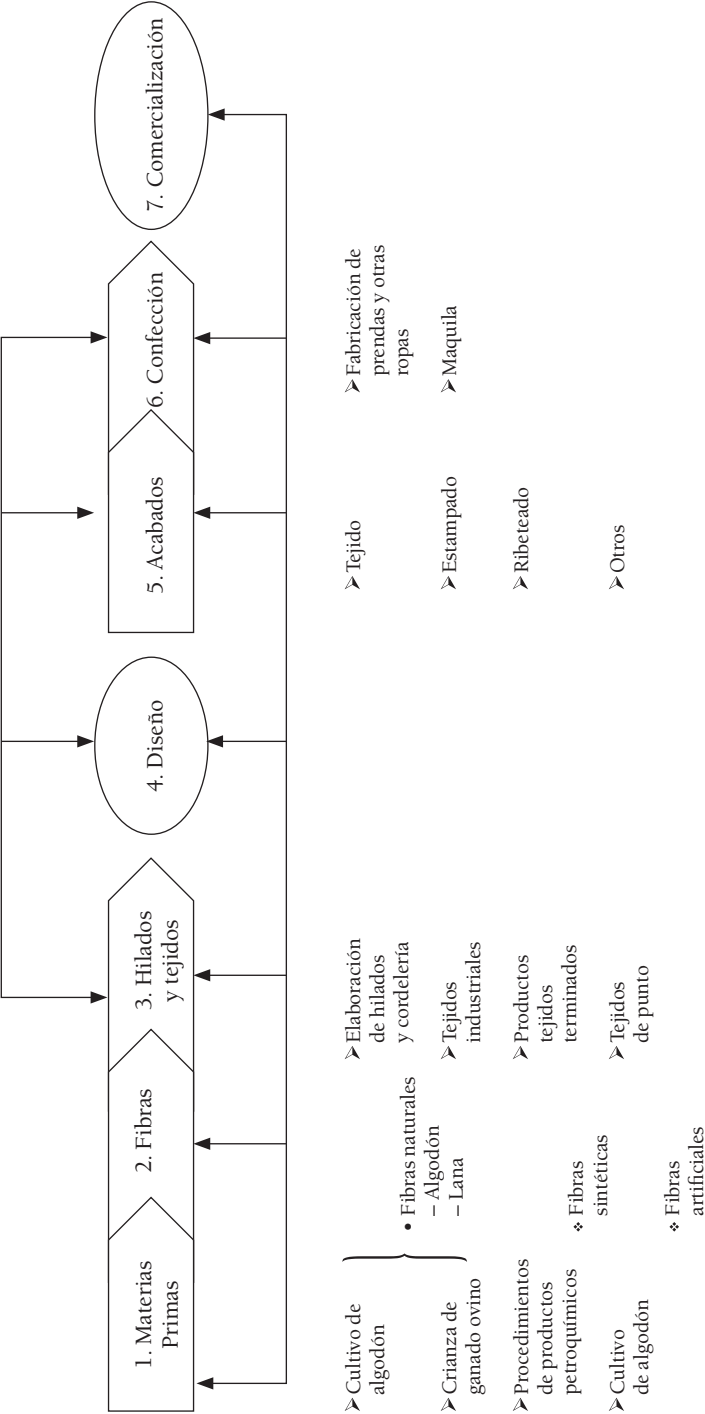 1. Materias
Primas
2. Fibras
3. Hilados
y tejidos
4. Diseño
5. Acabados
6. Confección
7. Comercialización
➢Cultivo de
algodón
➢Crianza de
ganado ovino
➢Procedimientos
de productos
petroquímicos
➢Cultivo
de algodón
• Fibras naturales
– Algodón
– Lana
❖ Fibras
sintéticas
❖ Fibras
artificiales
➢Elaboración
de hilados
y cordelería
➢Tejidos
industriales
➢Productos
tejidos
terminados
➢Tejidos
de punto
➢Tejido
➢Estampado
➢Ribeteado
➢Otros
➢Fabricación de
prendas y otras
ropas
➢Maquila